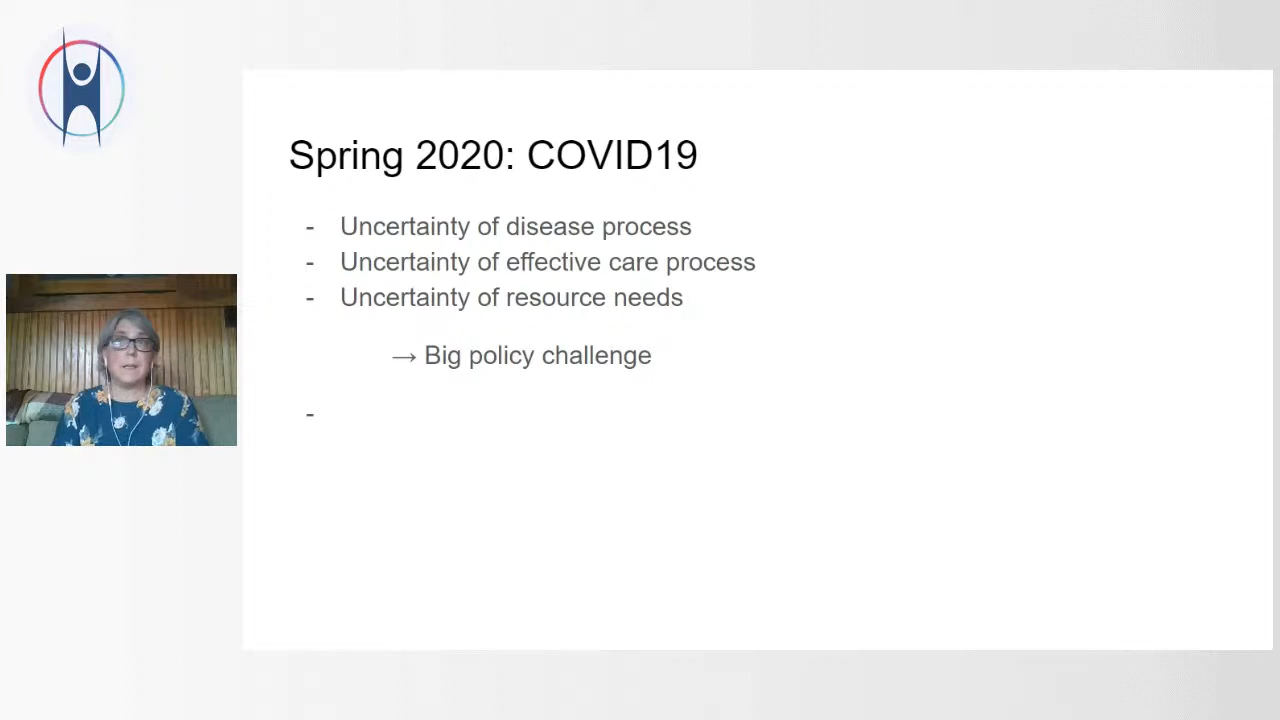 Spring 2020: COVID19
- Uncertainty of disease process
- Uncertainty of effective care process
- Uncertainty of resource needs
→ Big policy challenge
-